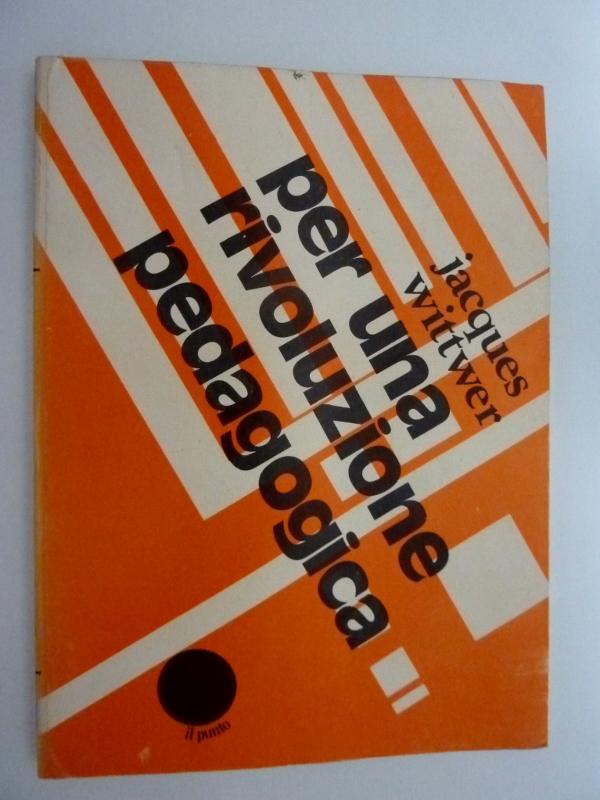 jacques
wittwer
per una
rivoluzione
pedagogica
il punto